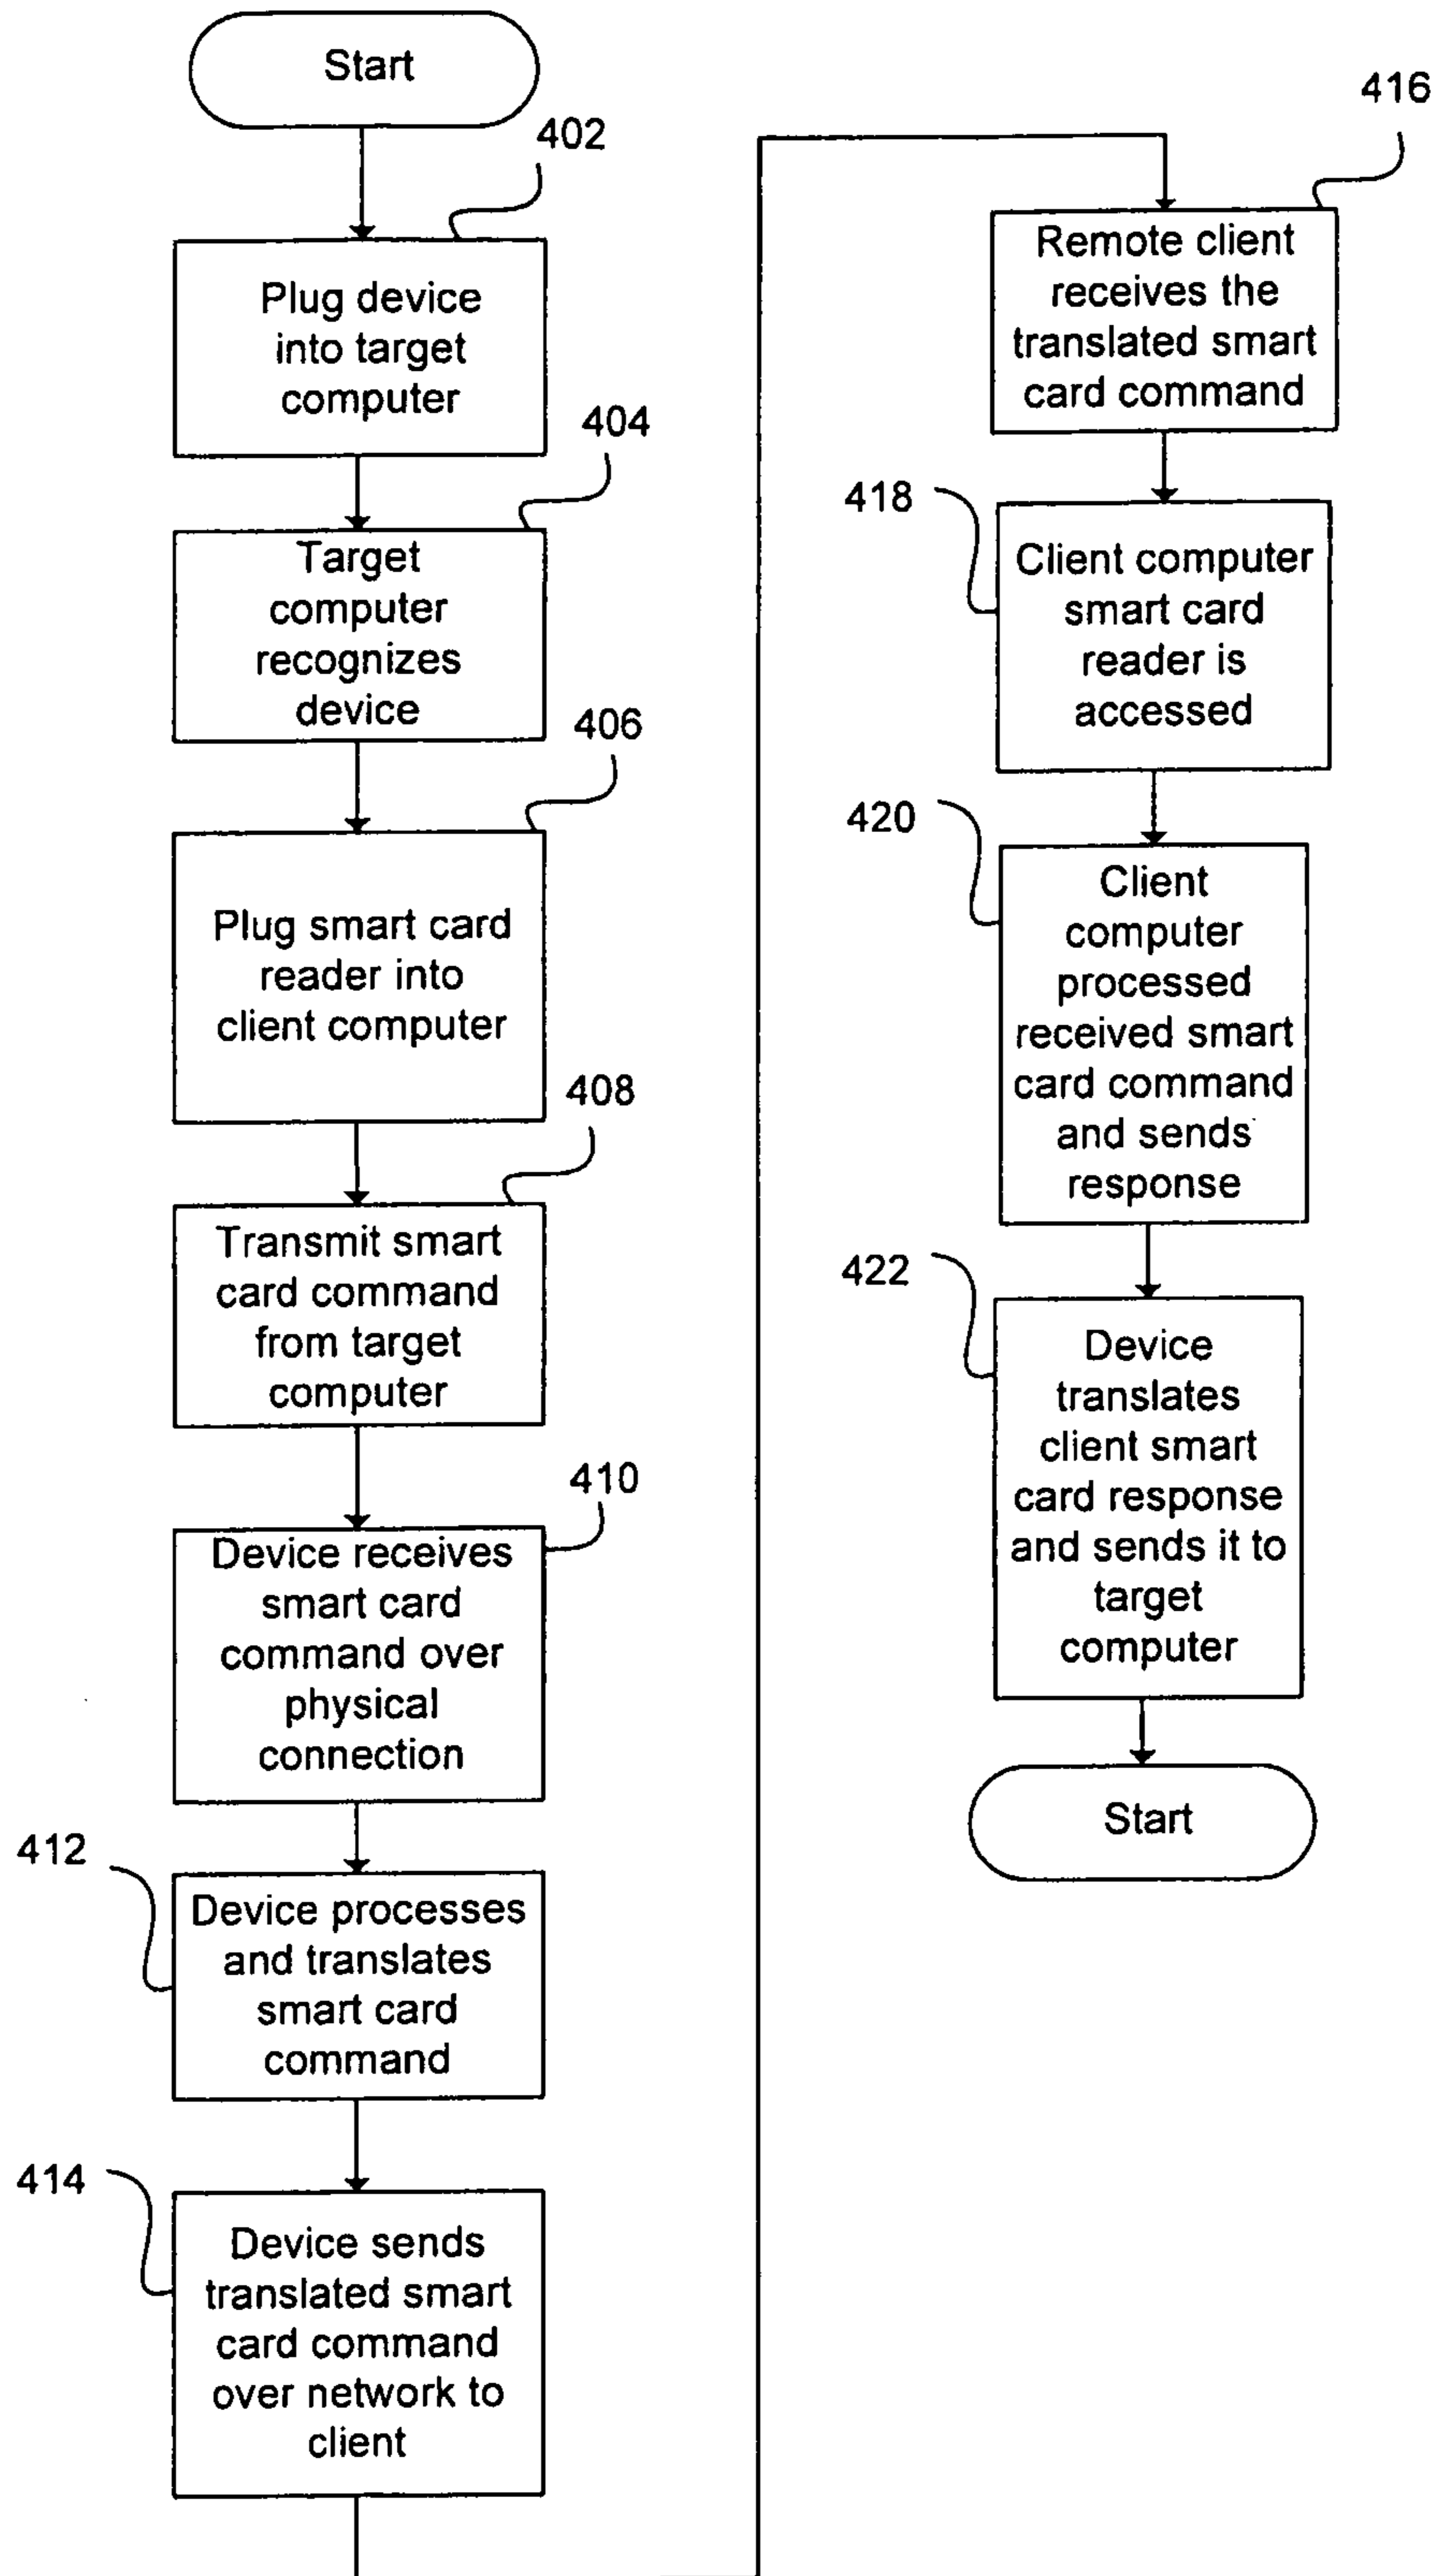 Start
402
Plug device
into target
computer
404
Target
computer
recognizes
device
406
Plug smart card
reader into
client computer
408
Transmit smart
card command
from target
computer
410
Device receives
smart card
command over
physical
connection
412
Device processes
and translates
smart card
command
414
Device sends
translated smart
card command
over network to
client
416
Remote client
receives the
translated smart
card command
418
Client computer
smart card
reader is
accessed
420
Client
computer
processed
received smart
card command
and sends
response
422
Device
translates
client smart
card response
and sends it to
target
computer
Start